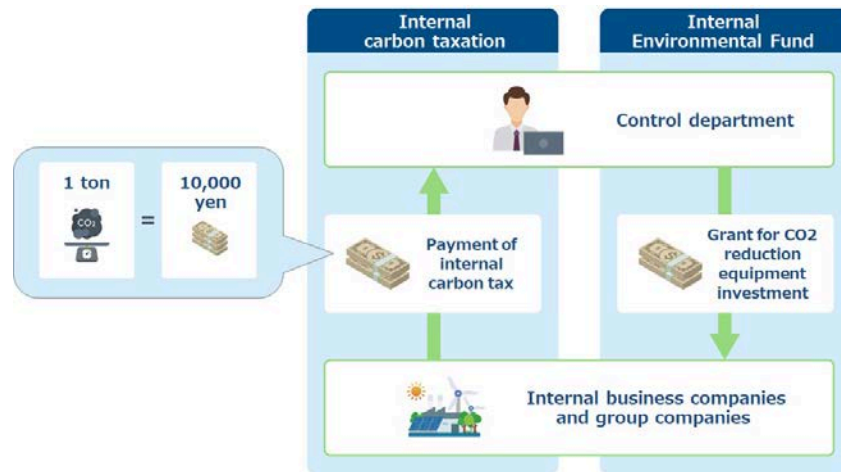 Internal
carbon taxation
Internal
Environmental Fund
Control department
1 ton
CO₂
=
10,000
yen
Payment of
internal
carbon tax
Grant for CO2
reduction
equipment
investment
Internal business companies
and group companies